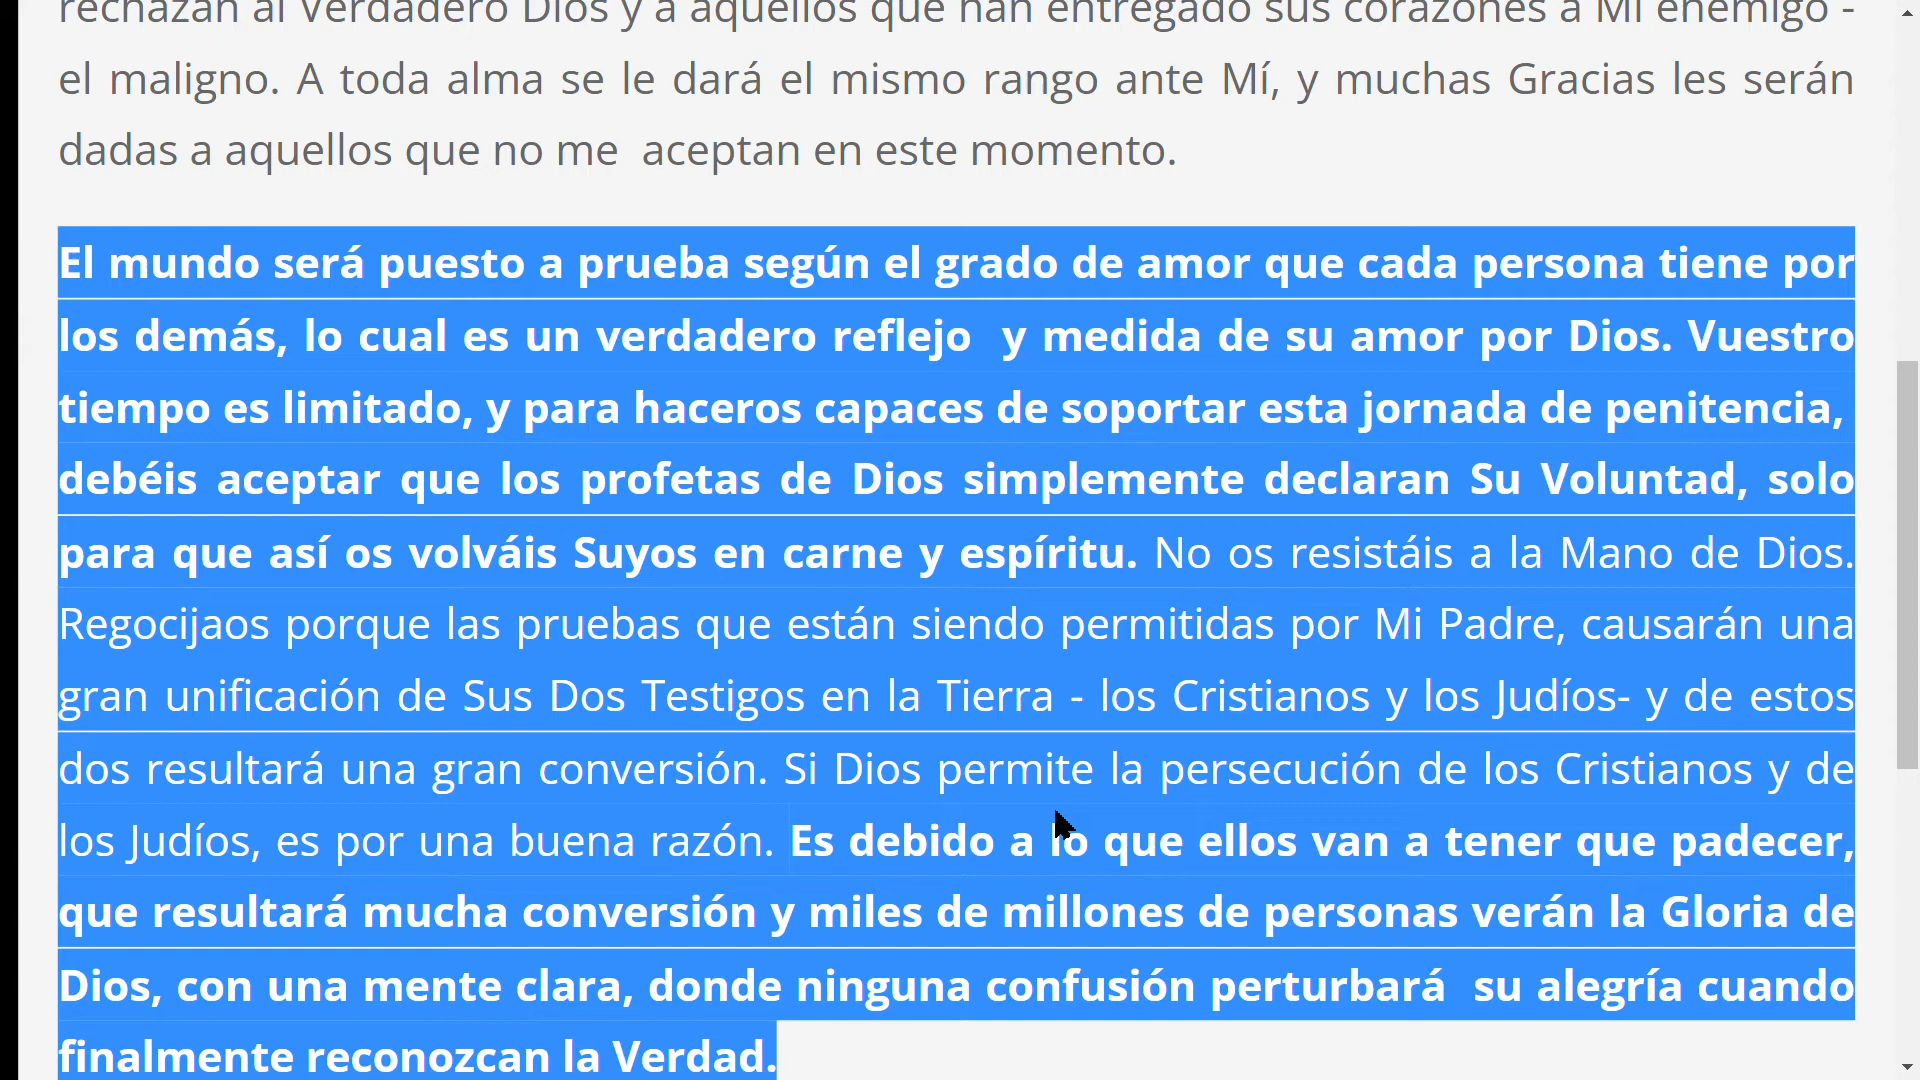 rechazan al Verdadero Dios y a aquellos que han entregado sus corazones a Mi enemigo -
el maligno. A toda alma se le dará el mismo rango ante Mí, y muchas Gracias les serán
dadas a aquellos que no me aceptan en este momento.
El mundo será puesto a prueba según el grado de amor que cada persona tiene por
los demás, lo cual es un verdadero reflejo y medida de su amor por Dios. Vuestro
tiempo es limitado, y para haceros capaces de soportar esta jornada de penitencia,
debéis aceptar que los profetas de Dios simplemente declaran Su Voluntad, solo
para que así os volváis Suyos en carne y espíritu. No os resistáis a la Mano de Dios.
Regocijaos porque las pruebas que están siendo permitidas por Mi Padre, causarán una
gran unificación de Sus Dos Testigos en la Tierra - los Cristianos y los Judíos- y de estos
dos resultará una gran conversión. Si Dios permite la persecución de los Cristianos y de
los Judíos, es por una buena razón. Es debido a lo que ellos van a tener que padecer,
que resultará mucha conversión y miles de millones de personas verán la Gloria de
Dios, con una mente clara, donde ninguna confusión perturbará su alegría cuando
finalmente reconozcan la Verdad.